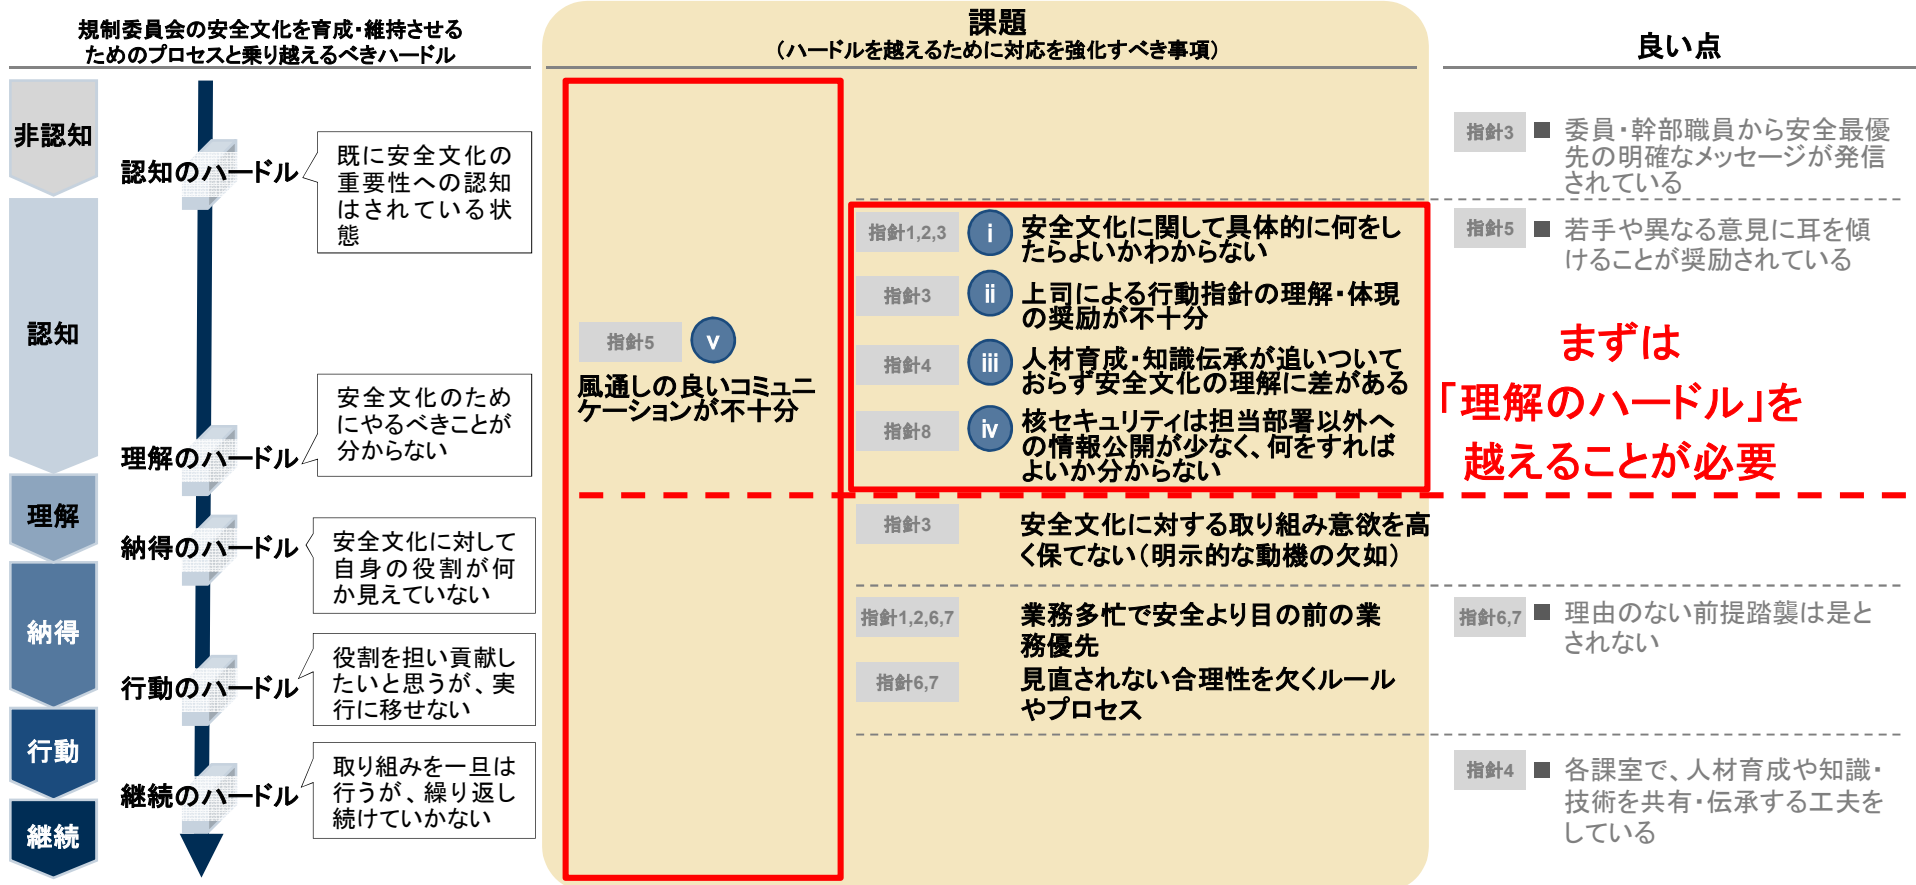 規制委員会の安全文化を育成・維持させる
ためのプロセスと乗り越えるべきハードル
課題
（ハードルを越えるために対応を強化すべき事項）
良い点
非認知
認知
理解
納得
行動
継続
認知のハードル
既に安全文化の
重要性への認知
はされている状
態
理解のハードル
安全文化のため
にやるべきことが
分からない
納得のハードル
安全文化に対して
自身の役割が何
か見えていない
行動のハードル
役割を担い貢献し
たいと思うが、実
行に移せない
継続のハードル
取り組みを一旦は
行うが、繰り返し
続けていかない
指針5
v
風通しの良いコミュニ
ケーションが不十分
指針1,2,3
i
安全文化に関して具体的に何をし
たらよいかわからない
指針3
ii
上司による行動指針の理解・体現
の奨励が不十分
指針4
iii
人材育成・知識伝承が追いついて
おらず安全文化の理解に差がある
指針8
iv
核セキュリティは担当部署以外へ
の情報公開が少なく、何をすれば
よいか分からない
指針3
安全文化に対する取り組み意欲を高
く保てない（明示的な動機の欠如）
指針1,2,6,7
業務多忙で安全より目の前の業
務優先
指針6,7
見直されない合理性を欠くルール
やプロセス
指針3
■ 委員・幹部職員から安全最優
先の明確なメッセージが発信
されている
指針5
■ 若手や異なる意見に耳を傾
けることが奨励されている
まずは
「理解のハードル」を
越えることが必要
指針6,7
■ 理由のない前提踏襲は是と
されない
指針4
■ 各課室で、人材育成や知識・
技術を共有・伝承する工夫を
している